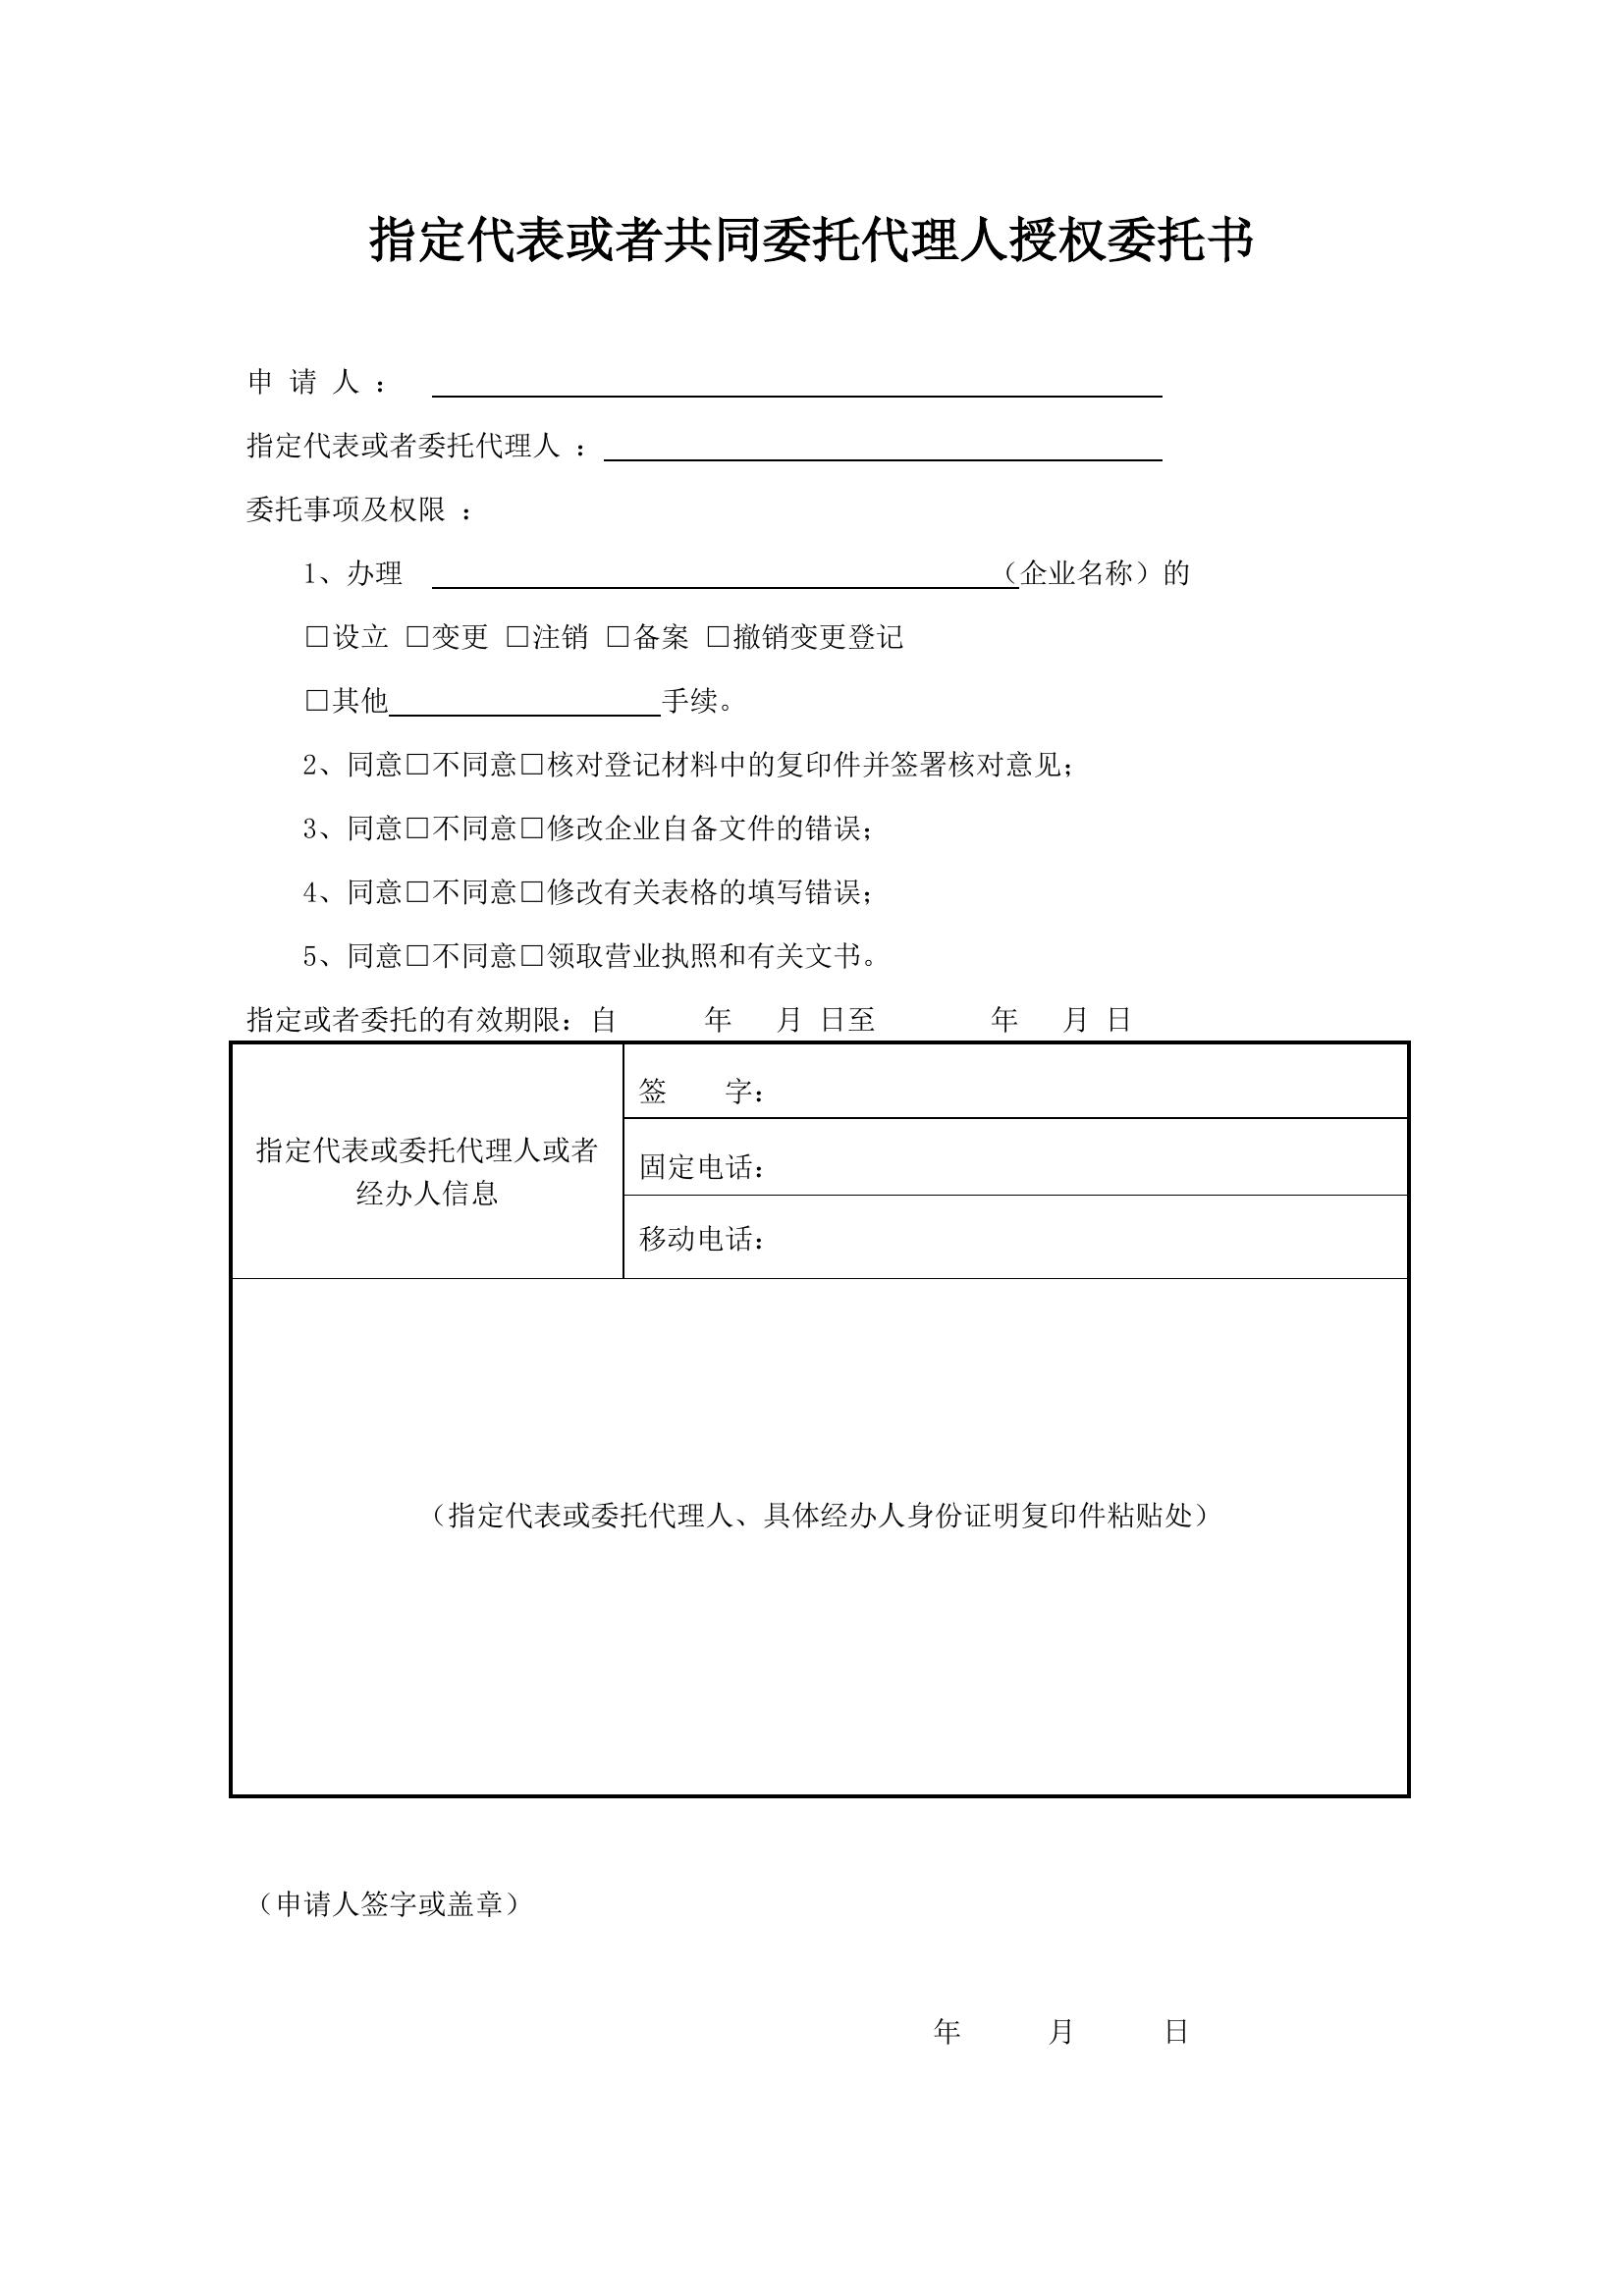 指定代表或者共同委托代理人授权委托书
申 请 人 ：
指定代表或者委托代理人 ：
委托事项及权限 ：
1、办理 （企业名称）的
□设立 □变更 □注销 □备案 □撤销变更登记
□其他 手续。
2、同意□不同意□核对登记材料中的复印件并签署核对意见；
3、同意□不同意□修改企业自备文件的错误；
4、同意□不同意□修改有关表格的填写错误；
5、同意□不同意□领取营业执照和有关文书。
指定或者委托的有效期限：自 年 月 日至 年 月 日
指定代表或委托代理人或者
经办人信息
签 字：
固定电话：
移动电话：
（指定代表或委托代理人、具体经办人身份证明复印件粘贴处）
（申请人签字或盖章）
年 月 日